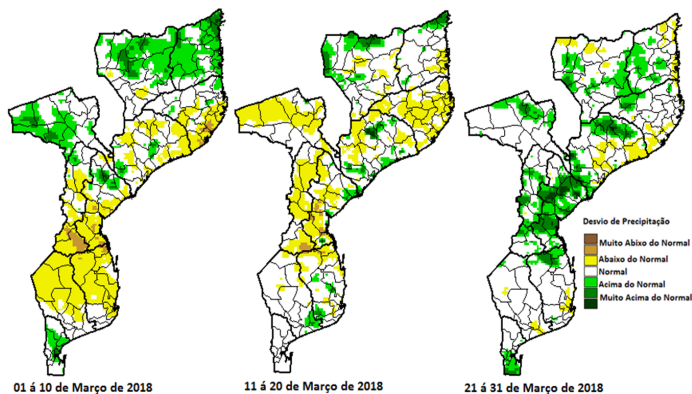 Desvio de Precipitação
Muito Abixo do Normal
Abaixo do Normal
Normal
Acima do Normal
Muito Acima do Normal
01 á 10 de Março de 2018
11 á 20 de Março de 2018
21 á 31 de Março de 2018